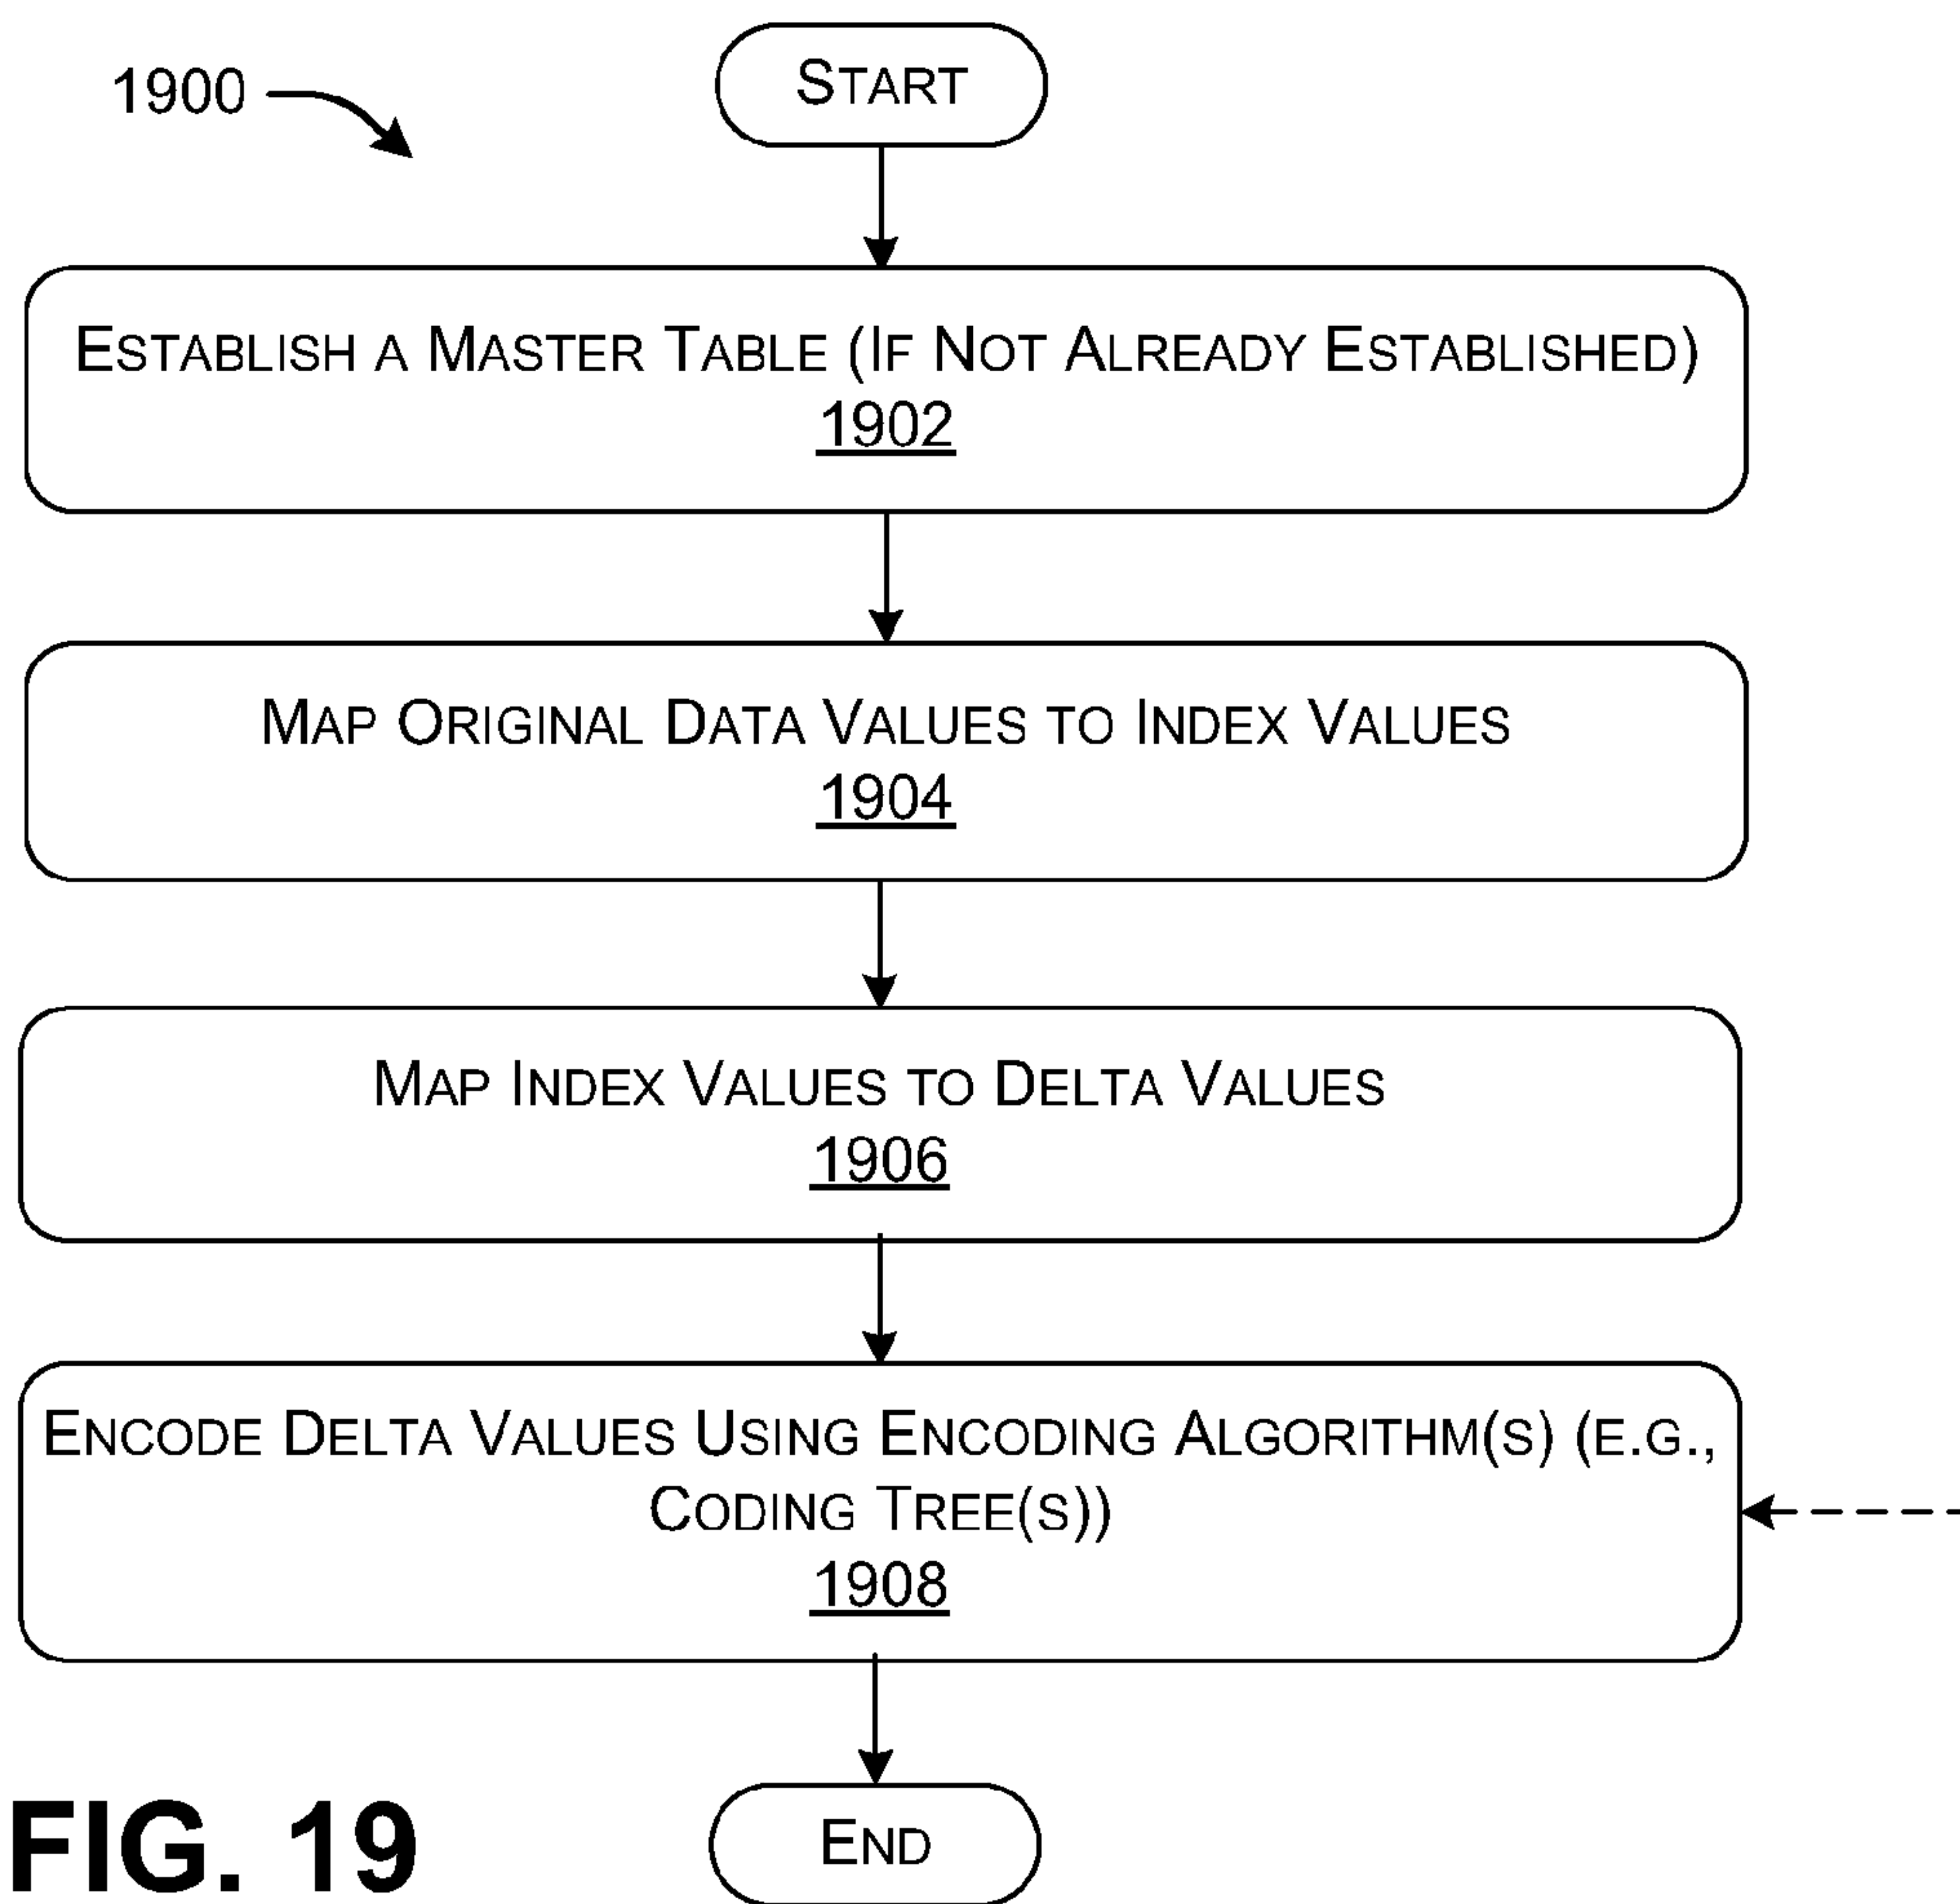 1900
START
ESTABLISH A MASTER TABLE (IF NOT ALREADY ESTABLISHED)
1902
MAP ORIGINAL DATA VALUES TO INDEX VALUES
1904
MAP INDEX VALUES TO DELTA VALUES
1906
ENCODE DELTA VALUES USING ENCODING ALGORITHM(S) (E.G.,
CODING TREE(S))
1908
END
FIG. 19